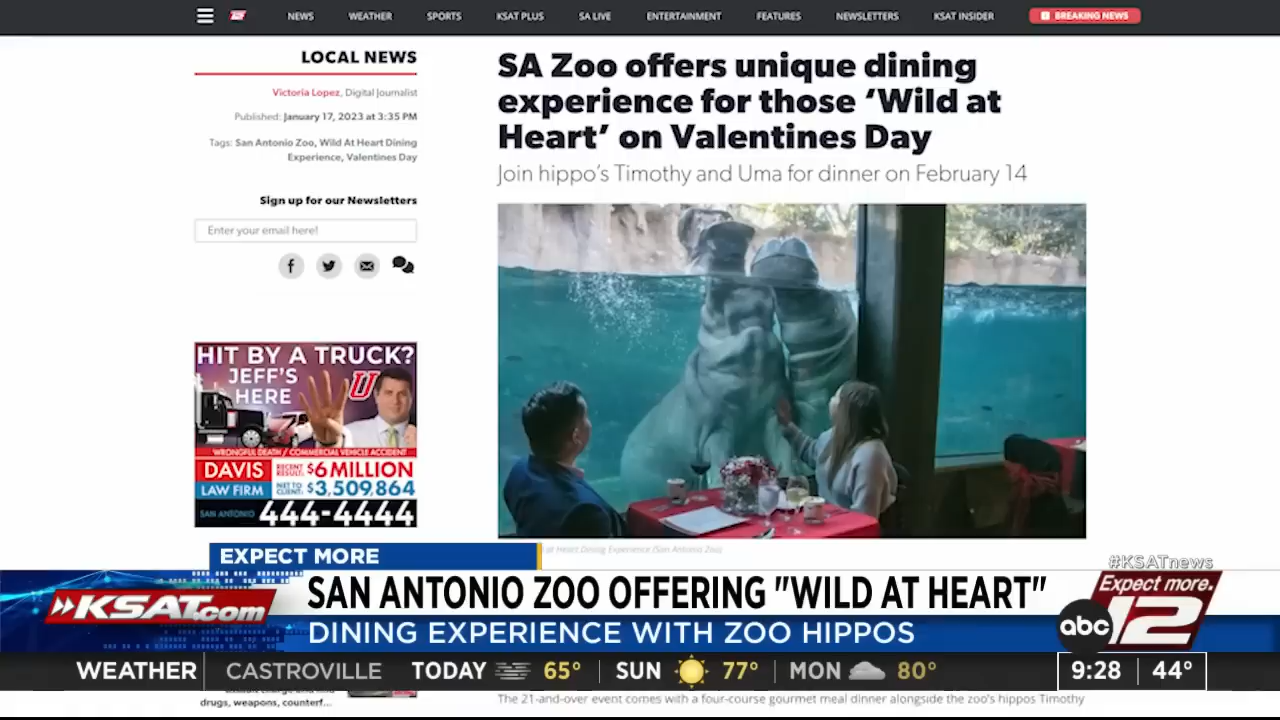 NEWS WEATHER SPORTS KSAT PLUS SA LIVE ENTERTAINMENT FEATURES NEWSLETTERS KSAT INSIDER BREAKING NEWS
LOCAL NEWS
Victoria Lopez, Digital Journalist
Published: January 17, 2023 at 3:35 PM
Tags: San Antonio Zoo, Wild At Heart Dining
Experience, Valentines Day
Sign up for our Newsletters
Enter your email here!
SA Zoo offers unique dining
experience for those ‘Wild at
Heart’ on Valentines Day
Join hippo’s Timothy and Uma for dinner on February 14
HIT BY A TRUCK?
JEFF'S
HERE
WRONGFUL DEATH / COMMERCIAL VEHICLE ACCIDENT
DAVIS RECENT RESULT: $6 MILLION
LAW FIRM NET TO CLIENT: $3,509,864
SAN ANTONIO 444-4444
at Heart Dining Experience (San Antonio Zoo)
EXPECT MORE
#KSATnews
SAN ANTONIO ZOO OFFERING "WILD AT HEART"
DINING EXPERIENCE WITH ZOO HIPPOS
KSAT.com
Expect more.
abc 12
WEATHER CASTROVILLE TODAY 65° SUN 77° MON 80° 9:28 44°
drugs, weapons, counterf...
The 21-and-over event comes with a four-course gourmet meal dinner alongside the zoo's hippos Timothy